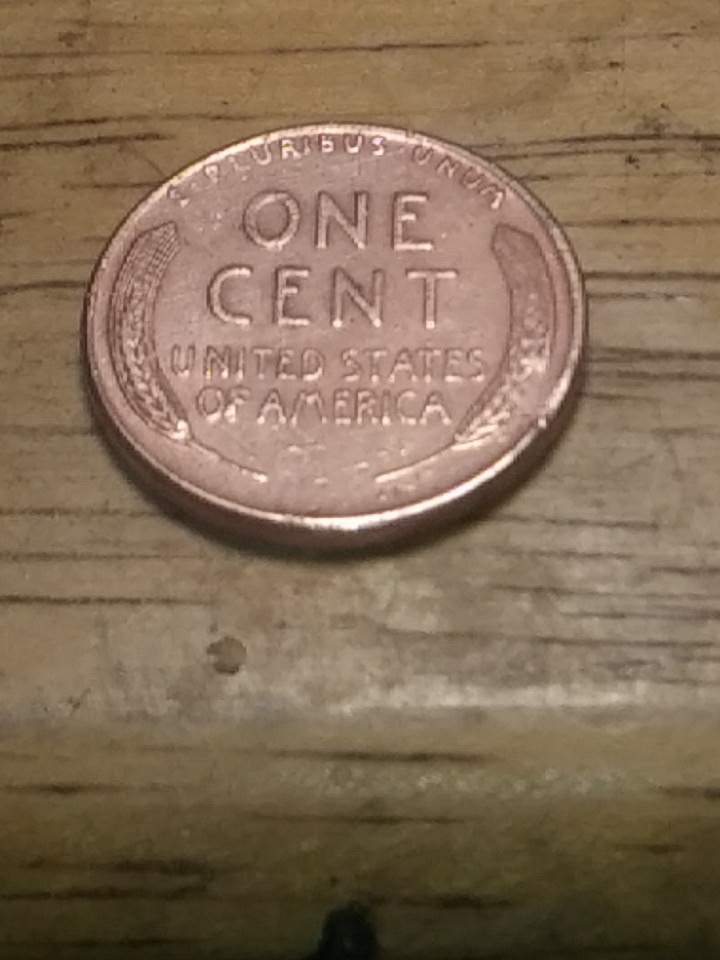 E·PLURIBUS·UNUM
ONE
CENT
UNITED STATES
OF AMERICA